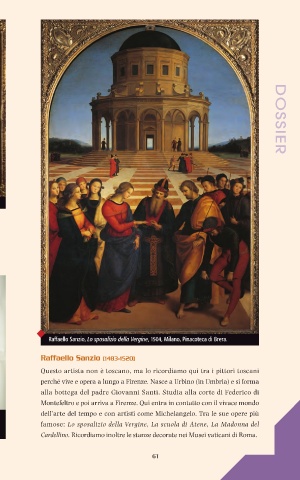 DOSSIER
Raffaello Sanzio, Lo sposalizio della Vergine, 1504, Milano, Pinacoteca di Brera.
Raffaello Sanzio (1483-1520)
Questo artista non è toscano, ma lo ricordiamo qui tra i pittori toscani
perché vive e opera a lungo a Firenze. Nasce a Urbino (in Umbria) e si forma
alla bottega del padre Giovanni Santi. Studia alla corte di Federico di
Montefeltro e poi arriva a Firenze. Qui entra in contatto con il vivace mondo
dell'arte del tempo e con artisti come Michelangelo. Tra le sue opere più
famose: Lo sposalizio della Vergine, La scuola di Atene, La Madonna del
Cardellino. Ricordiamo inoltre le stanze decorate nei Musei vaticani di Roma.
61